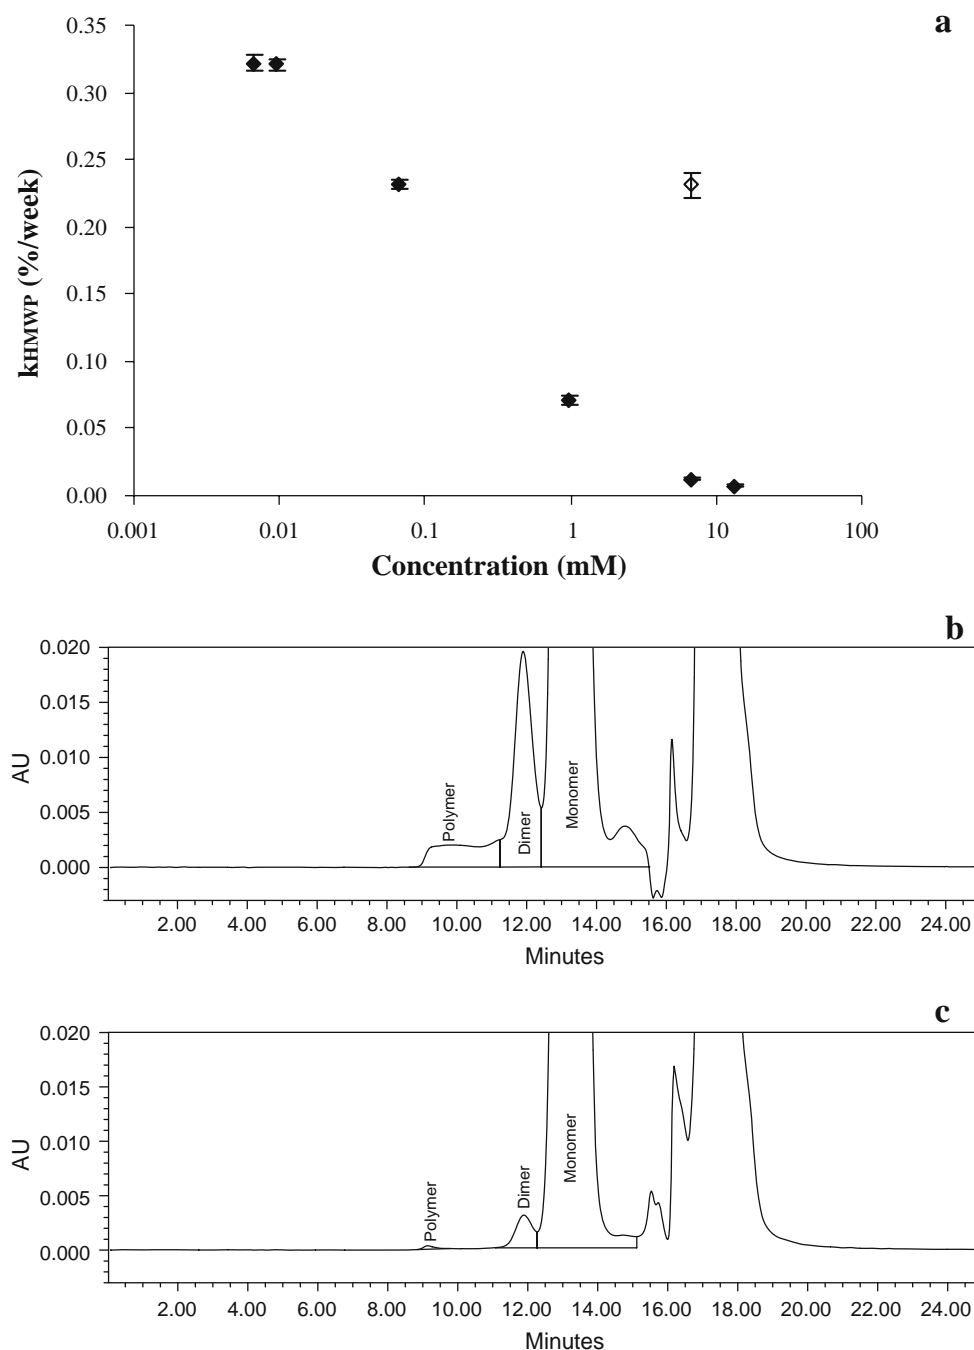 a
0.35
0.30
0.25
0.20
0.15
0.10
0.05
0.00
kHMWP (%/week)
0.001 0.01 0.1 1 10 100
Concentration (mM)
b
0.020
0.015
0.010
0.005
0.000
AU
Polymer
Dimer
Monomer
2.00 4.00 6.00 8.00 10.00 12.00 14.00 16.00 18.00 20.00 22.00 24.00
Minutes
c
0.020
0.015
0.010
0.005
0.000
AU
Polymer
Dimer
Monomer
2.00 4.00 6.00 8.00 10.00 12.00 14.00 16.00 18.00 20.00 22.00 24.00
Minutes